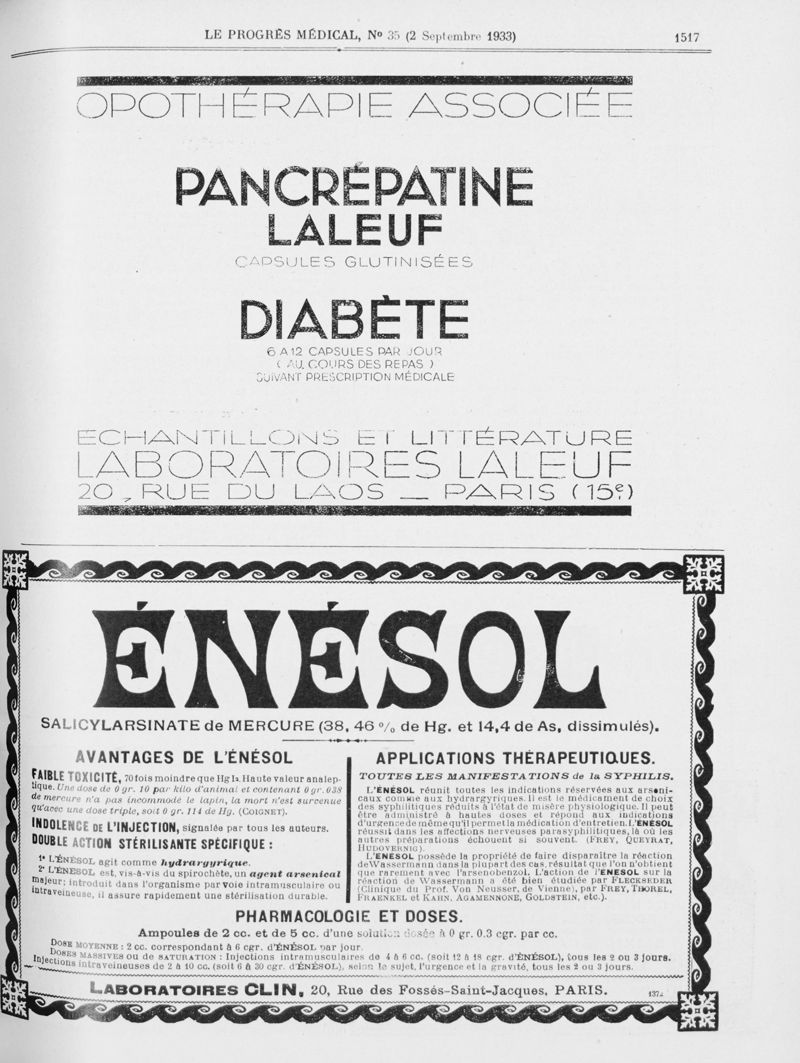 LE PROGRÈS MÉDICAL, Nº 35 (2 Septembre 1933) 1517
OPOTHÉRAPIE ASSOCIÉE
PANCRÉPATINE
LALEUF
CAPSULES GLUTINISÉES
DIABÈTE
6 A 12 CAPSULES PAR JOUR
( AU COURS DES REPAS )
SUIVANT PRESCRIPTION MÉDICALE
ECHANTILLONS ET LITTÉRATURE
LABORATOIRES LALEUF
20, RUE DU LAOS _ PARIS (15e)
ÉNÉSOL
SALICYLARSINATE de MERCURE (38, 46 % de Hg. et 14,4 de As, dissimulés).
AVANTAGES DE L'ÉNÉSOL
FAIBLE TOXICITÉ, 70 fois moindre que Hg I2. Haute valeur analep-
tique. Une dose de 0 gr. 10 par kilo d'animal et contenant 0 gr. 038
de mercure n'a pas incommodé le lapin, la mort n'est survenue
qu'avec une dose triple, soit 0 gr. 114 de Hg. (COIGNET).
INDOLENCE DE L'INJECTION, signalée par tous les auteurs.
DOUBLE ACTION STÉRILISANTE SPÉCIFIQUE :
1º L'ÉNÉSOL agit comme hydrargyrique.
2º L'ÉNÉSOL est, vis-à-vis du spirochète, un agent arsenical
majeur; introduit dans l'organisme par voie intramusculaire ou
intraveineuse, il assure rapidement une stérilisation durable.
APPLICATIONS THÉRAPEUTIQUES.
TOUTES LES MANIFESTATIONS de la SYPHILIS.
L'ÉNÉSOL réunit toutes les indications réservées aux arseni-
caux comme aux hydrargyriques. Il est le médicament de choix
des syphilitiques réduits à l'état de misère physiologique. Il peut
être administré à hautes doses et répond aux indications
d'urgence de même qu'il permet la médication d'entretien. L'ÉNÉSOL
réussit dans les affections nerveuses parasyphilitiques, là où les
autres préparations échouent si souvent. (FREY, QUEYRAT,
HUDOVERNIG).
L'ENESOL possède la propriété de faire disparaître la réaction
de Wassermann dans la plupart des cas, résultat que l'on n'obtient
que rarement avec l'arsenobenzol. L'action de l'ENÉSOL sur la
réaction de Wassermann a été bien étudiée par FLECKSEDER
(Clinique du Prof. Von Neusser, de Vienne), par FREY, THOREL,
FRAENKEL et KAHN, AGAMENNONE, GOLDSTEIN, etc.).
PHARMACOLOGIE ET DOSES.
Ampoules de 2 cc. et de 5 cc. d'une solution dosée à 0 gr. 0.3 cgr. par cc.
DOSE MOYENNE : 2 cc. correspondant à 6 cgr. d'ÉNÉSOL par jour.
DOSES MASSIVES ou de SATURATION : Injections intramusculaires de 4 à 6 cc. (soit 12 à 18 cgr. d'ÉNÉSOL), tous les 2 ou 3 jours.
Injections intraveineuses de 2 à 10 cc. (soit 6 à 30 cgr. d'ÉNÉSOL), selon le sujet, l'urgence et la gravité, tous les 2 ou 3 jours.
LABORATOIRES CLIN, 20, Rue des Fossés-Saint-Jacques, PARIS.